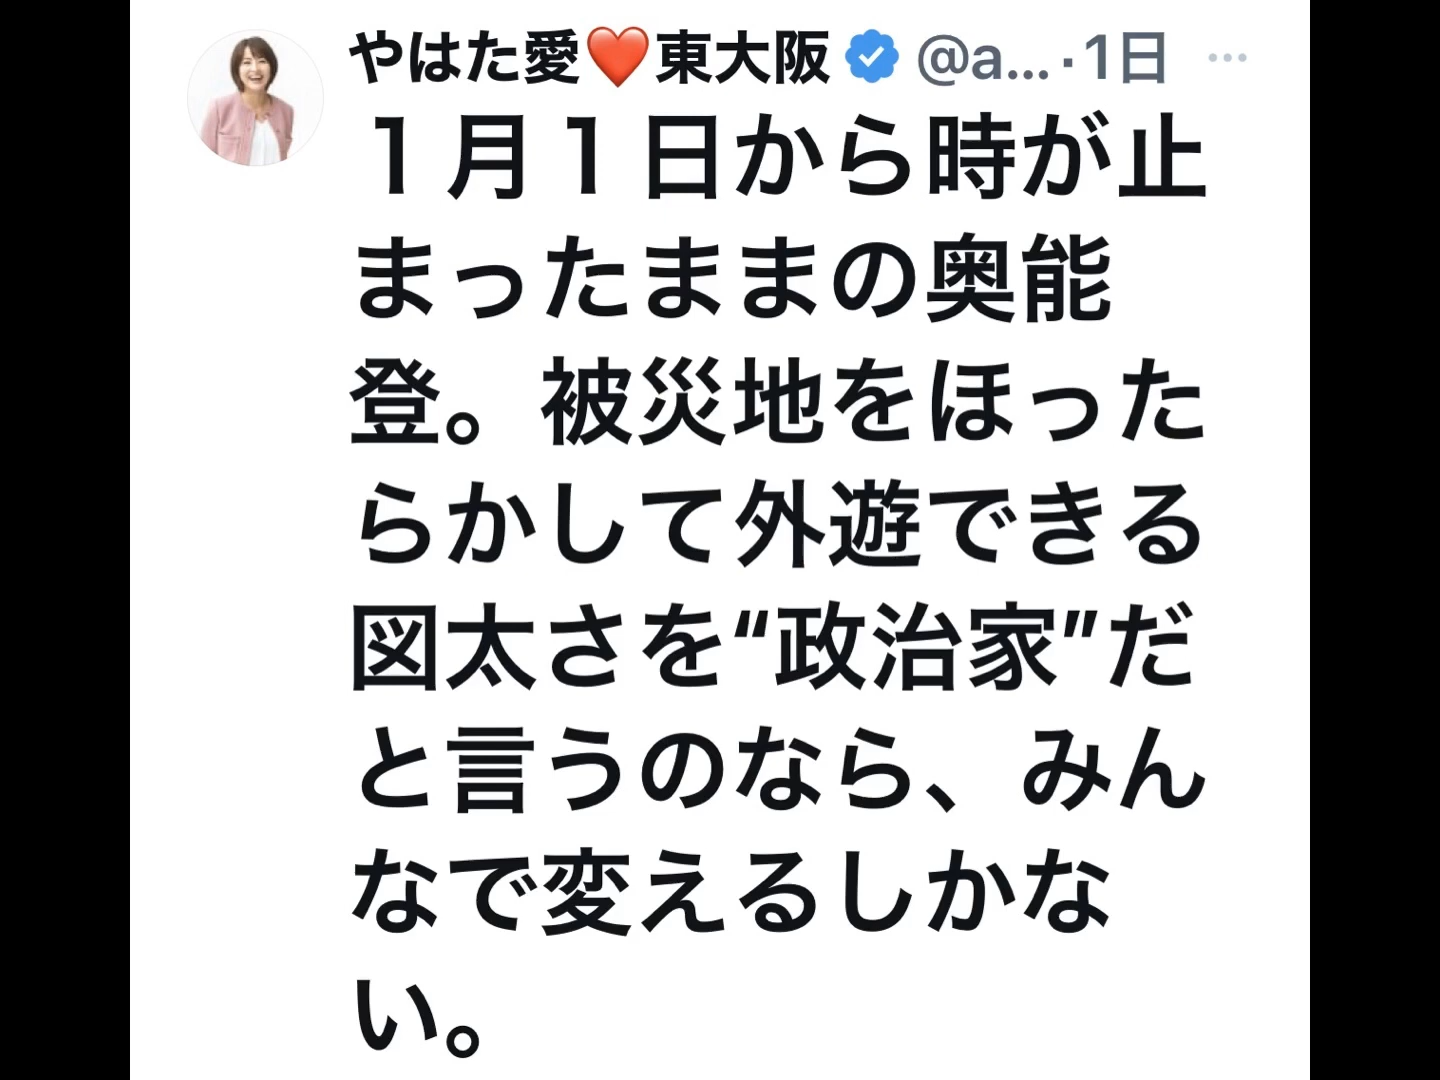 やはた愛❤️東大阪 @a... · 1日 ...
１月１日から時が止
まったままの奥能
登。被災地をほった
らかして外遊できる
図太さを“政治家”だ
と言うのなら、みん
なで変えるしかな
い。